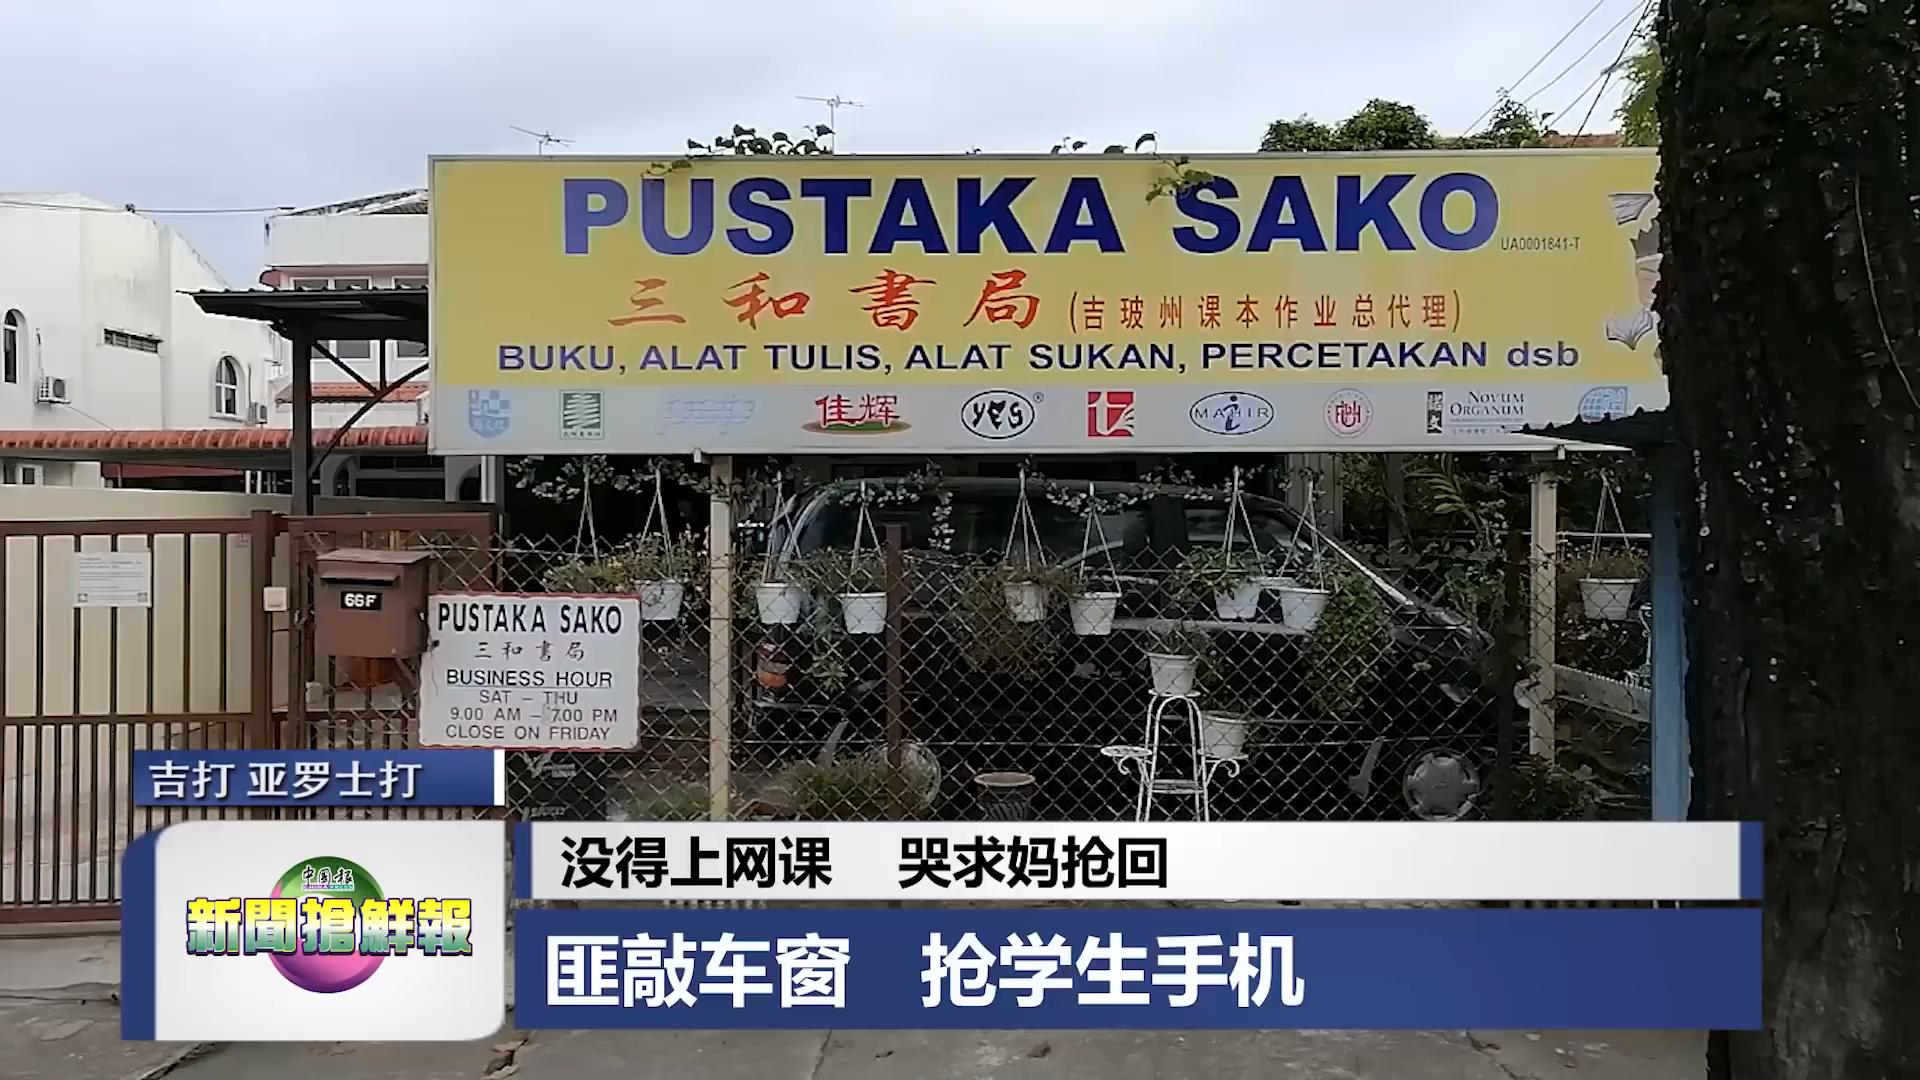 PUSTAKA SAKO
UA0001841-T
三和書局 (吉玻州课本作业总代理)
BUKU, ALAT TULIS, ALAT SUKAN, PERCETAKAN dsb
佳辉
YES®
MAHIR
NOVUM
ORGANUM
66F
PUSTAKA SAKO
三和書局
BUSINESS HOUR
SAT - THU
9.00 AM - 7.00 PM
CLOSE ON FRIDAY
吉打 亚罗士打
中国报
CHINA PRESS
新聞搶鮮報
没得上网课 哭求妈抢回
匪敲车窗 抢学生手机